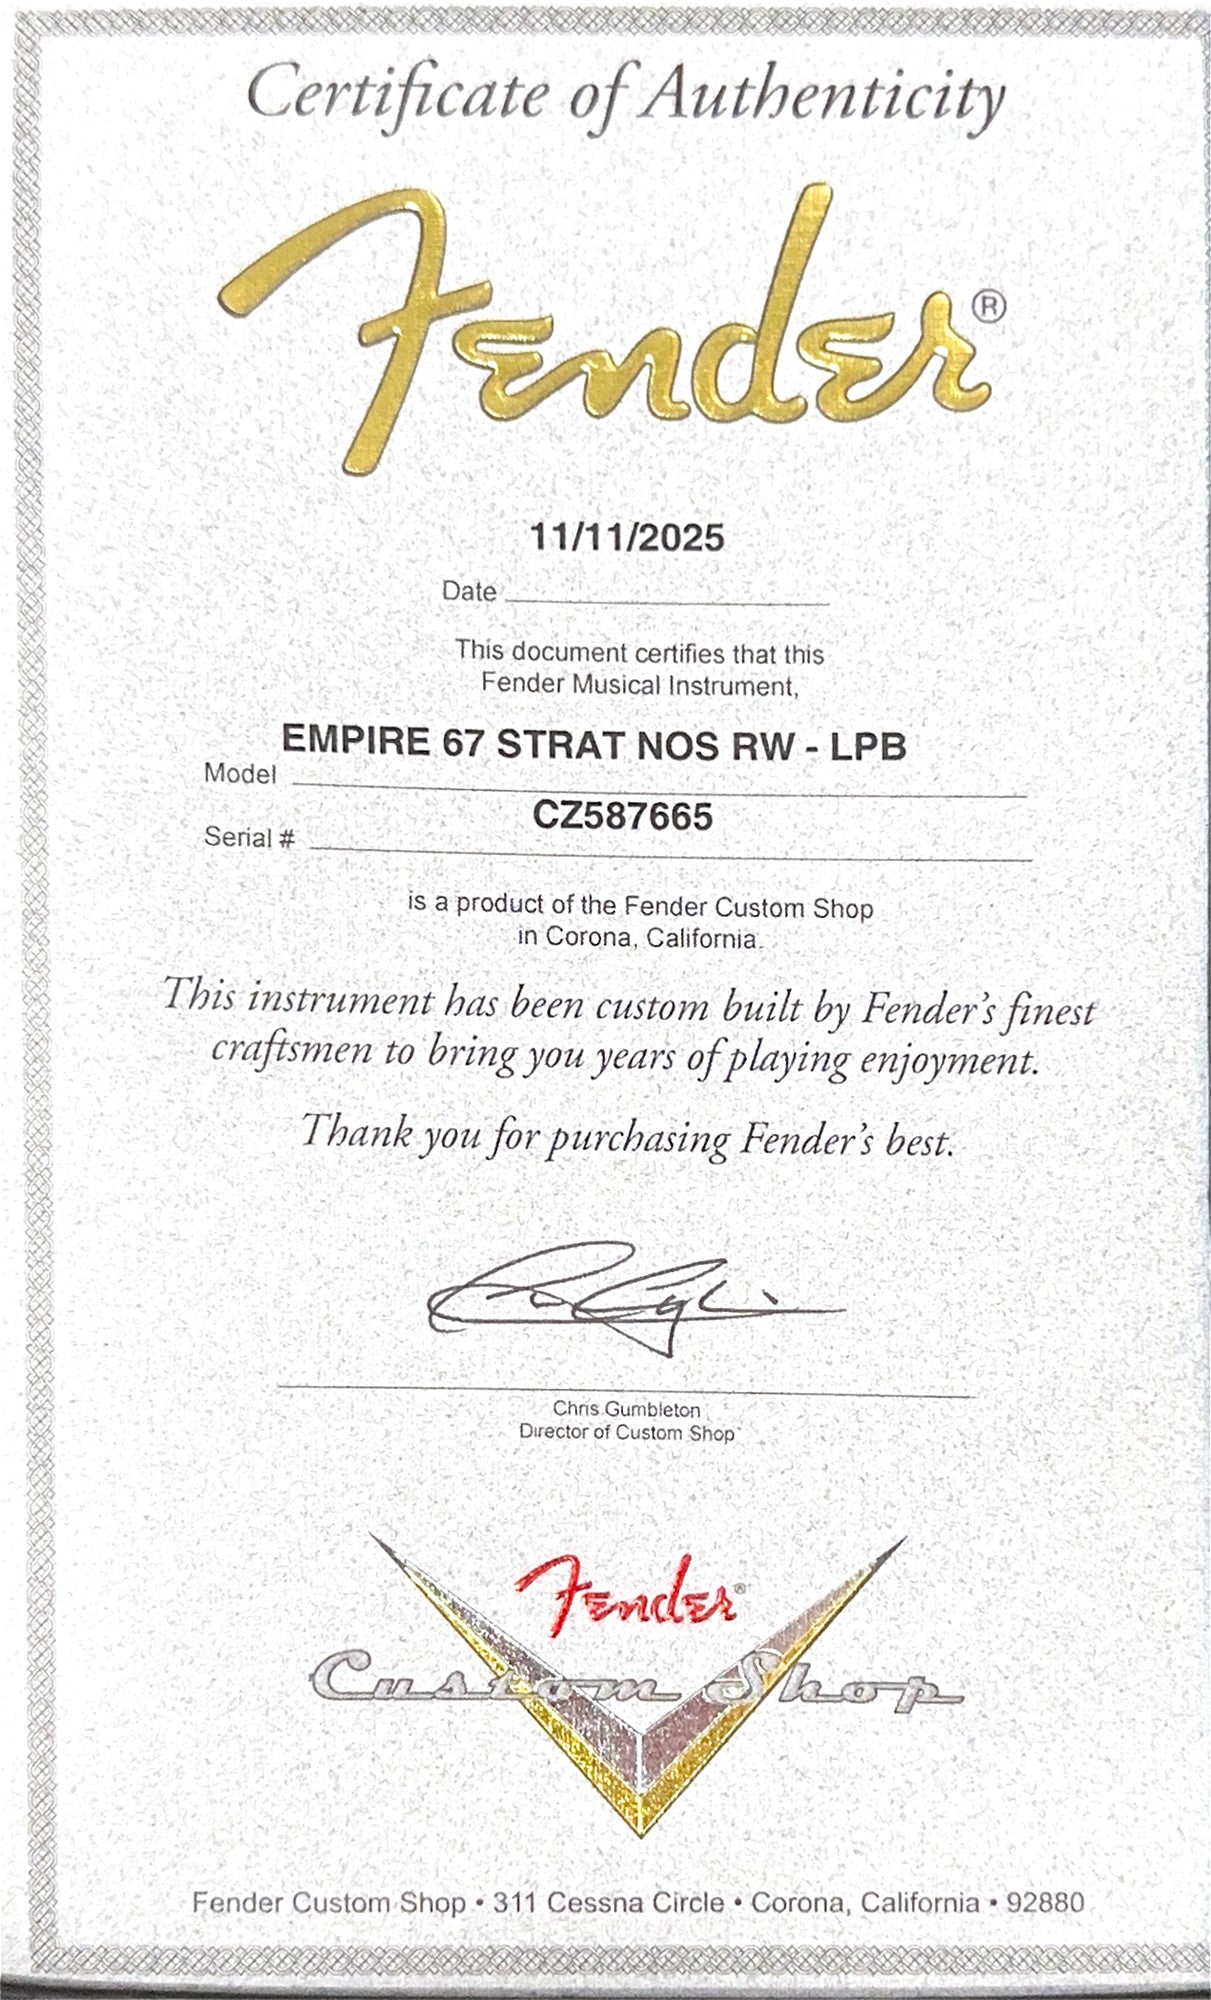 Certificate of Authenticity
Fender®
11/11/2025
Date
This document certifies that this
Fender Musical Instrument,
EMPIRE 67 STRAT NOS RW - LPB
Model
CZ587665
Serial #
is a product of the Fender Custom Shop
in Corona, California.
This instrument has been custom built by Fender's finest
craftsmen to bring you years of playing enjoyment.
Thank you for purchasing Fender's best.
Chris Gumbleton
Director of Custom Shop
Fender®
Custom Shop
Fender Custom Shop • 311 Cessna Circle • Corona, California • 92880